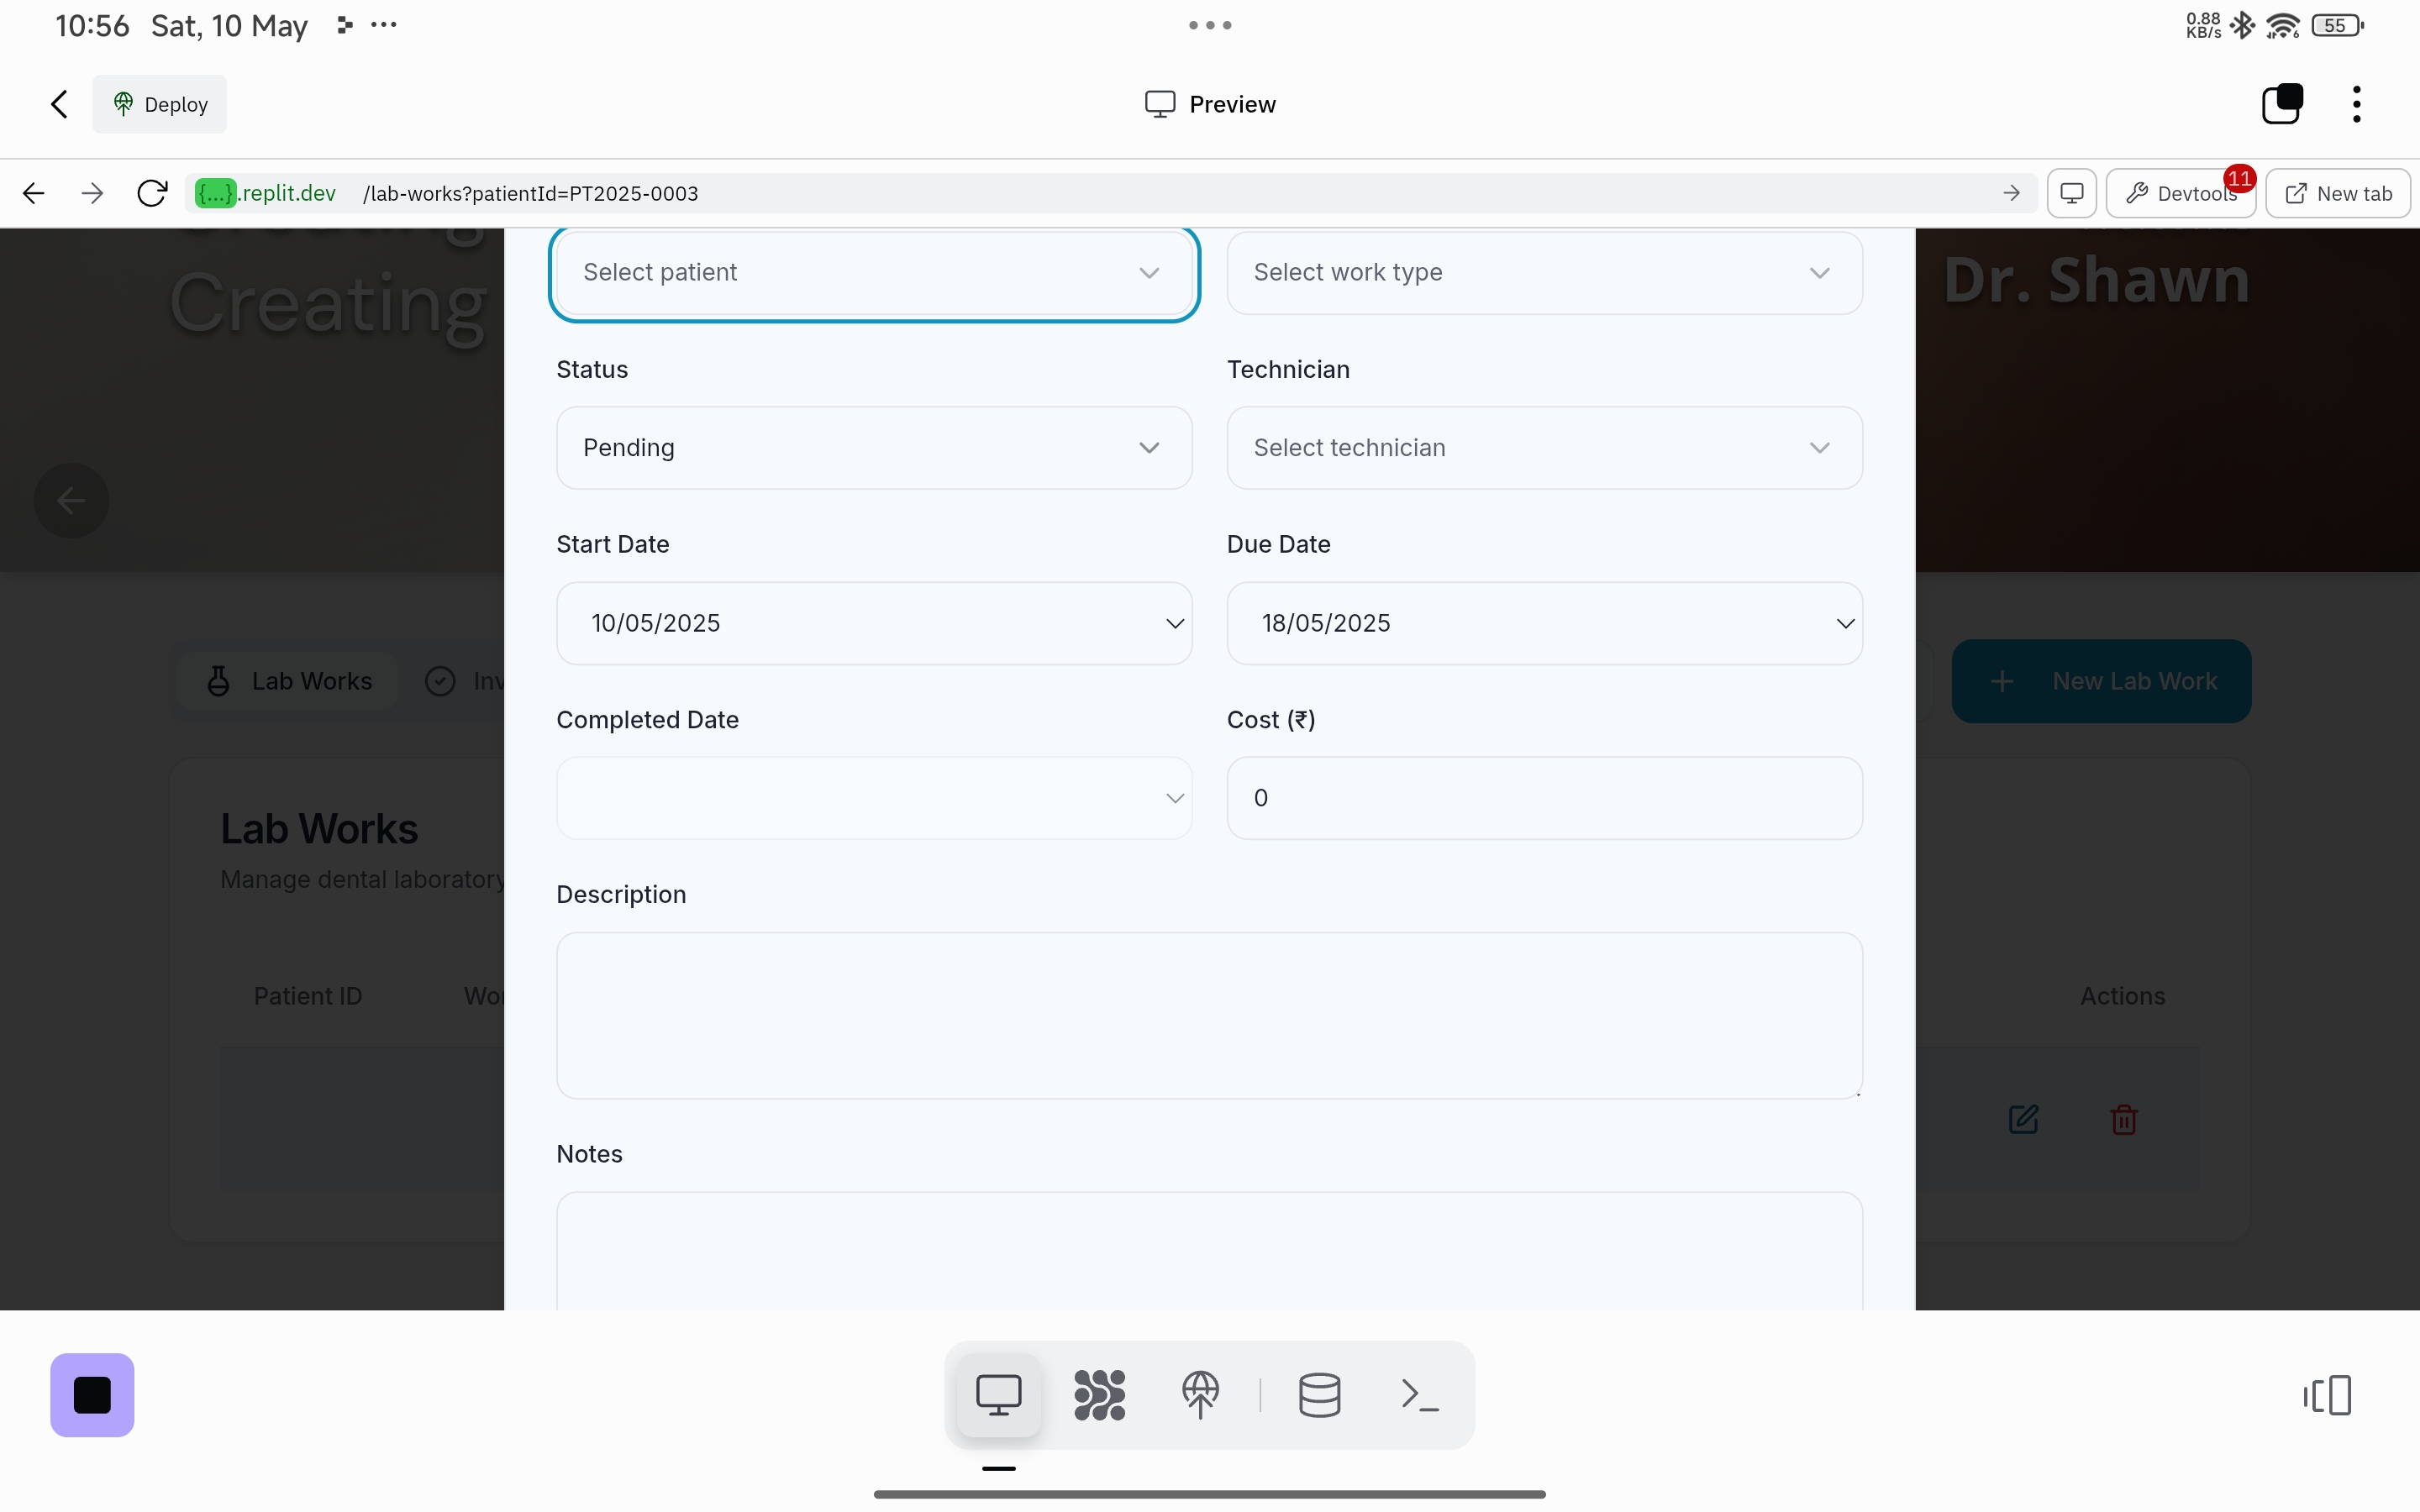 10:56 Sat, 10 May
0.88 KB/s 55
Deploy
Preview
{...}.replit.dev /lab-works?patientId=PT2025-0003
Devtools 11
New tab
Creating
Dr. Shawn
Select patient
Select work type
Status
Technician
Pending
Select technician
Start Date
Due Date
10/05/2025
18/05/2025
Lab Works
Inv
New Lab Work
Completed Date
Cost (₹)
0
Lab Works
Manage dental laboratory
Description
Patient ID
Wor
Actions
Notes